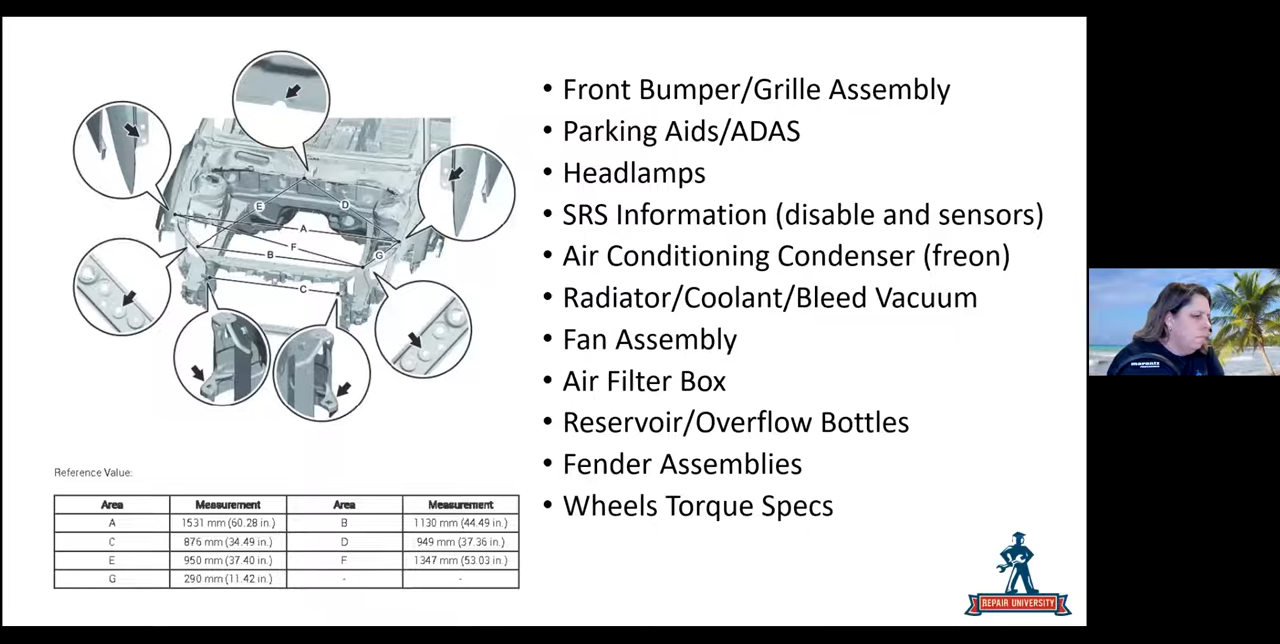 E
D
A
F
G
B
C
Reference Value:
Area Measurement Area Measurement
A 1531 mm (60.28 in.) B 1130 mm (44.49 in.)
C 876 mm (34.49 in.) D 949 mm (37.36 in.)
E 950 mm (37.40 in.) F 1347 mm (53.03 in.)
G 290 mm (11.42 in.) - -
• Front Bumper/Grille Assembly
• Parking Aids/ADAS
• Headlamps
• SRS Information (disable and sensors)
• Air Conditioning Condenser (freon)
• Radiator/Coolant/Bleed Vacuum
• Fan Assembly
• Air Filter Box
• Reservoir/Overflow Bottles
• Fender Assemblies
• Wheels Torque Specs
REPAIR UNIVERSITY
marantz